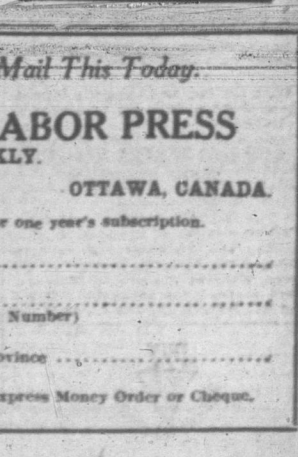 Mail This Today.
ABOR PRESS
KLY.
OTTAWA, CANADA.
r one year's subscription.
Number)
ovince
xpress Money Order or Cheque.